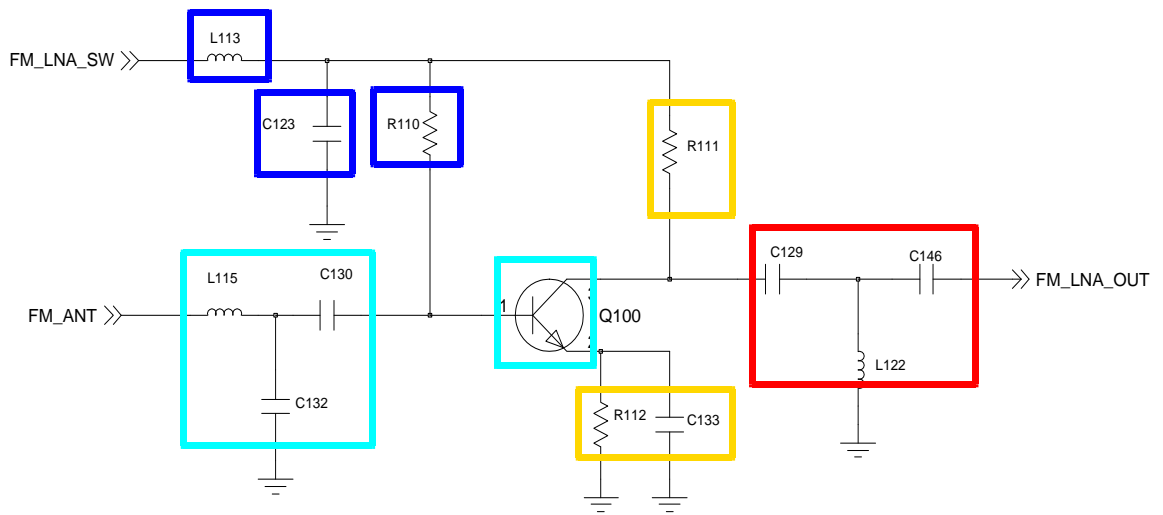 L113
FM_LNA_SW
C123
R110
R111
L115
C130
C129
C146
FM_ANT
1
3
Q100
2
FM_LNA_OUT
L122
C132
R112
C133